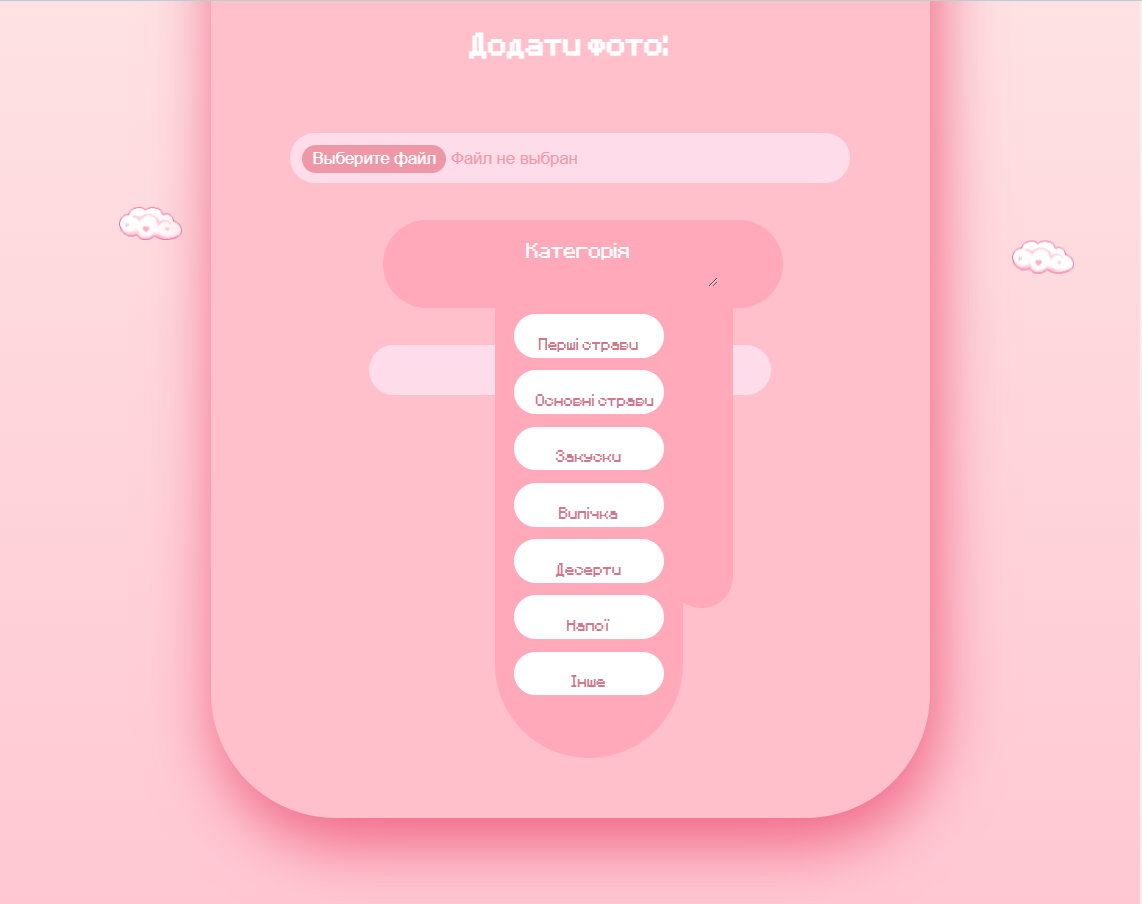 Додати фото:
Выберите файл Файл не выбран
Категорія
Перші страви
Основні страви
Закуски
Випічка
Десерти
Напої
Інше